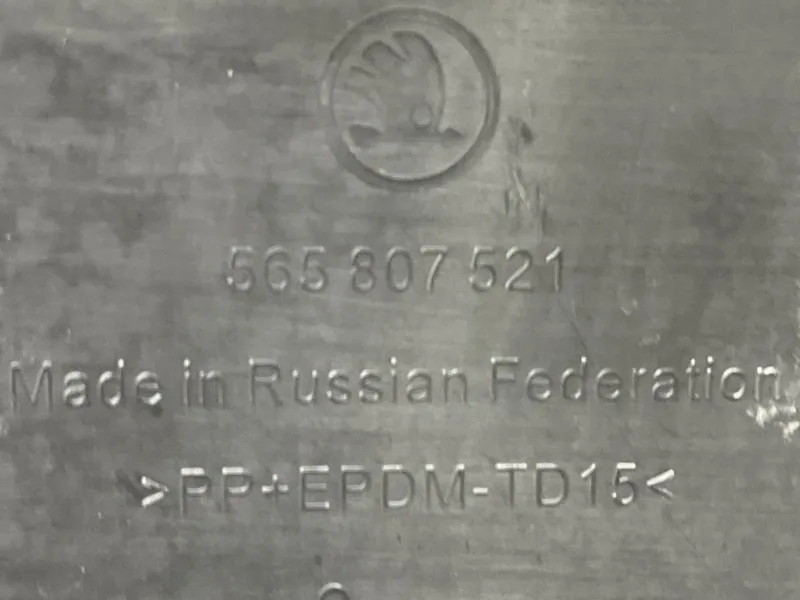 565 807 521
Made in Russian Federation
>PP+EPDM-TD15<